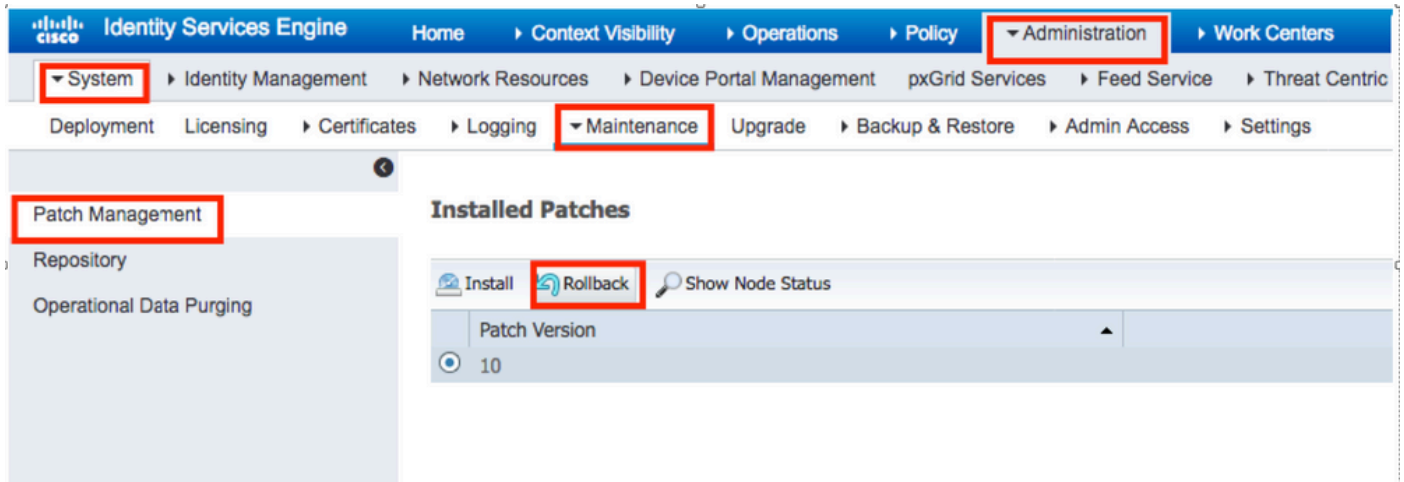 cisco Identity Services Engine Home Context Visibility Operations Policy Administration Work Centers
System Identity Management Network Resources Device Portal Management pxGrid Services Feed Service Threat Centric
Deployment Licensing Certificates Logging Maintenance Upgrade Backup & Restore Admin Access Settings
Patch Management
Repository
Operational Data Purging
Installed Patches
Install Rollback Show Node Status
Patch Version
10